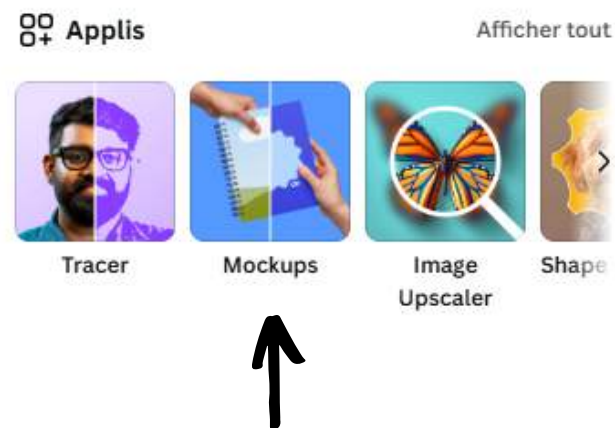 Applis
Afficher tout
Tracer
Mockups
Image
Upscaler
Shape